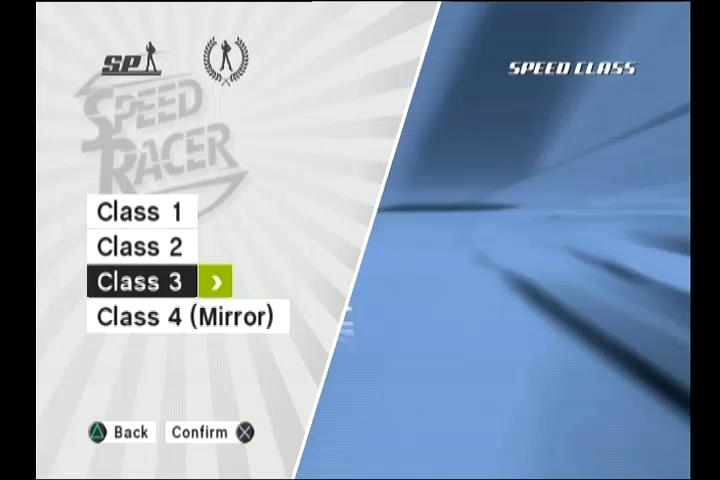 SP
SPEED CLASS
SPEED
RACER
Class 1
Class 2
Class 3
Class 4 (Mirror)
Back
Confirm